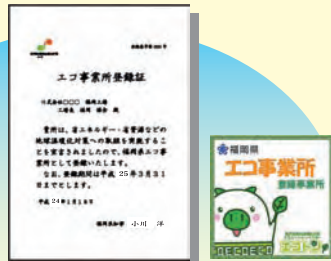 エコ事業所登録証
株式会社○○○ 福岡工場
工場長 福岡 様
貴所は、省エネルギー・省資源などの
地球温暖化対策への取組を実施するこ
とを宣言されましたので、福岡県エコ事
業所として登録いたします。
なお、登録期間は平成25年3月31
日までとします。
平成24年1月18日
福岡県知事 小川 洋
福岡県
エコ事業所
登録事業所
エコトン